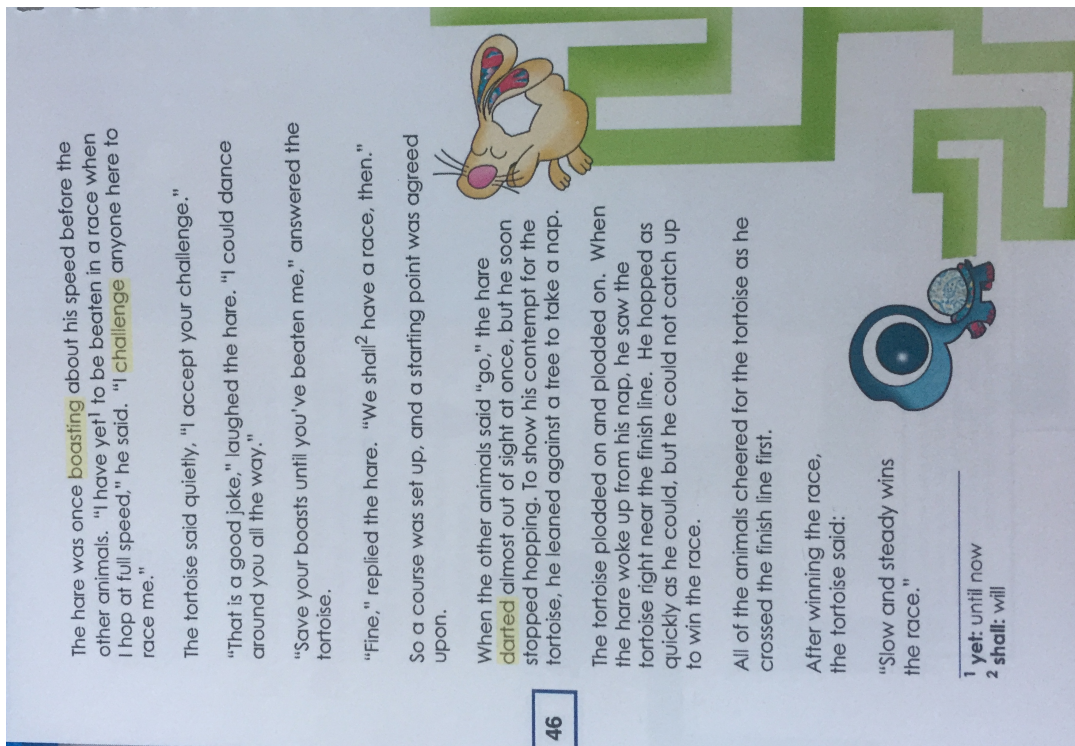 The hare was once boasting about his speed before the
other animals. "I have yet1 to be beaten in a race when
I hop at full speed," he said. "I challenge anyone here to
race me."
The tortoise said quietly, "I accept your challenge."
"That is a good joke," laughed the hare. "I could dance
around you all the way."
"Save your boasts until you've beaten me," answered the
tortoise.
"Fine," replied the hare. "We shall2 have a race, then."
So a course was set up, and a starting point was agreed
upon.
When the other animals said "go," the hare
darted almost out of sight at once, but he soon
stopped hopping. To show his contempt for the
tortoise, he leaned against a tree to take a nap.
The tortoise plodded on and plodded on. When
the hare woke up from his nap, he saw the
tortoise right near the finish line. He hopped as
quickly as he could, but he could not catch up
to win the race.
All of the animals cheered for the tortoise as he
crossed the finish line first.
After winning the race,
the tortoise said:
"Slow and steady wins
the race."
1 yet: until now
2 shall: will
46